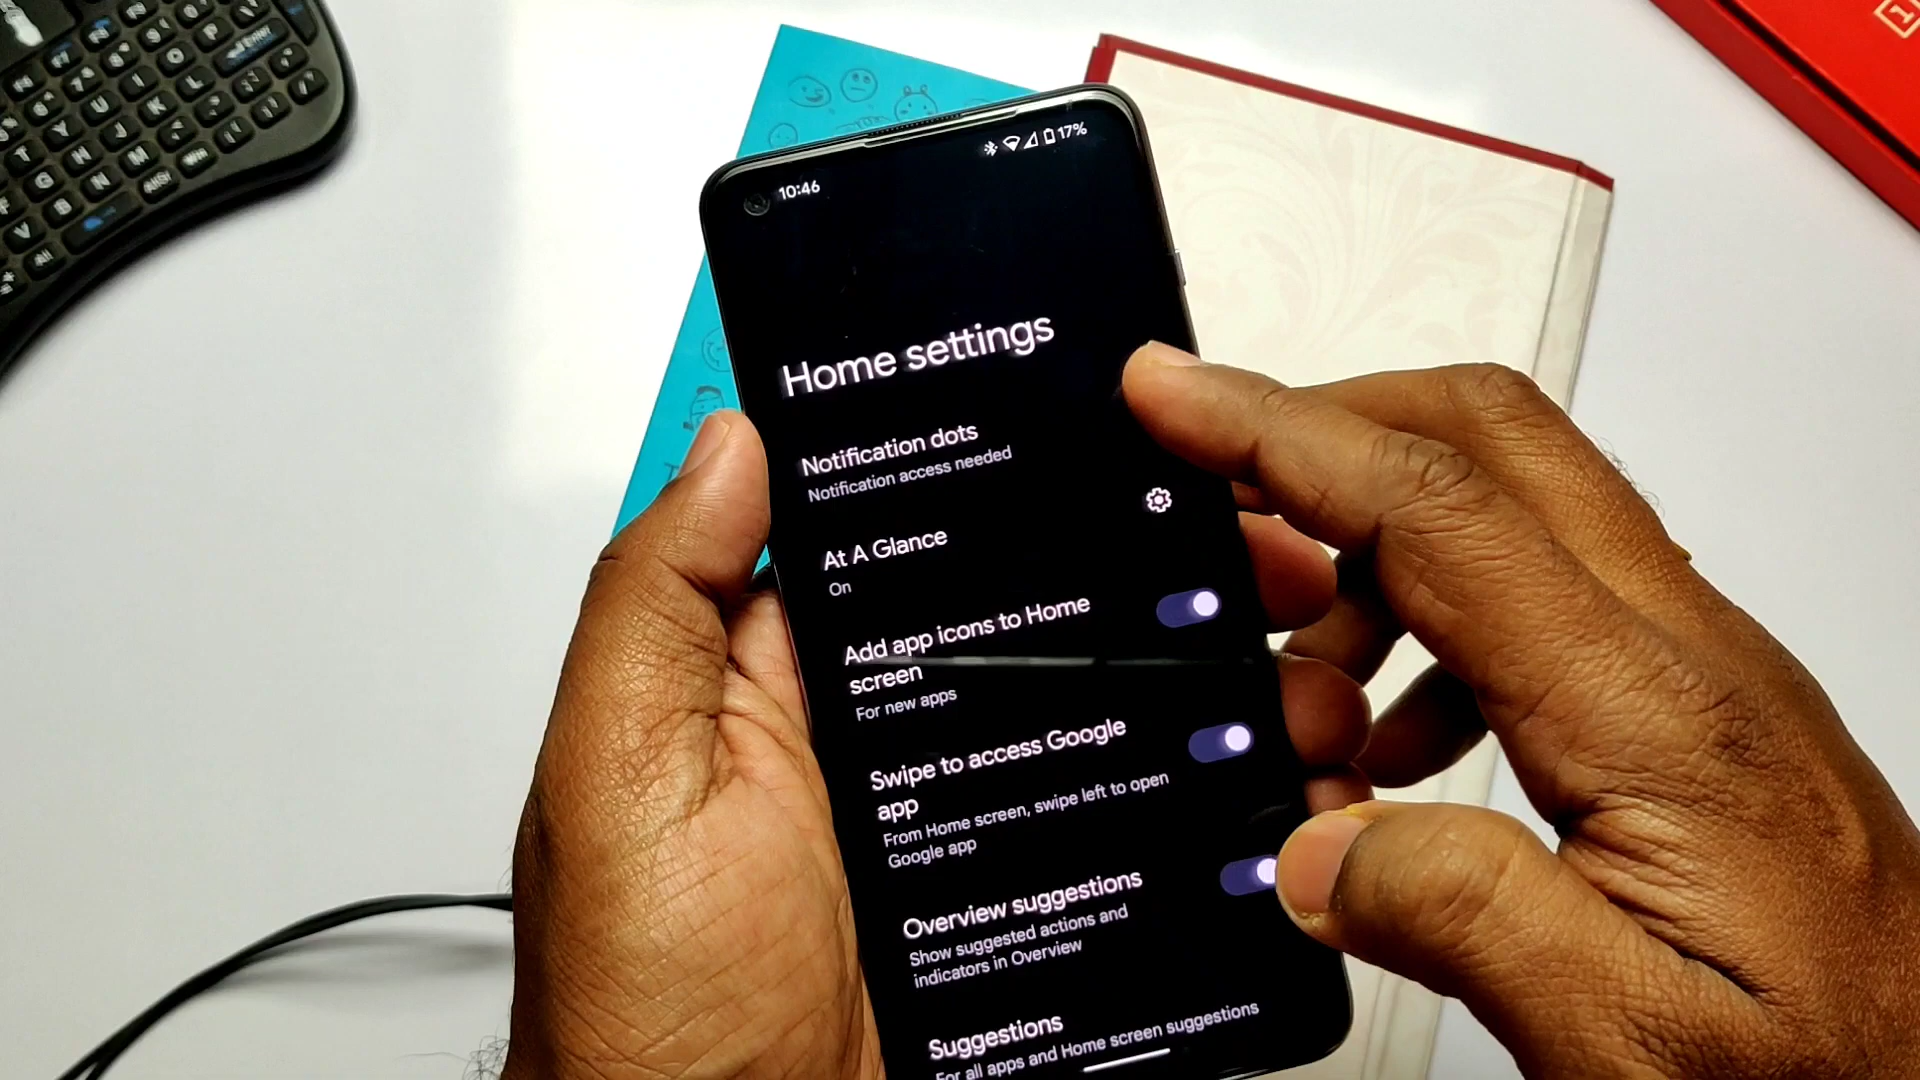 10:46
17%
Home settings
Notification dots
Notification access needed
At A Glance
On
Add app icons to Home
screen
For new apps
Swipe to access Google
app
From Home screen, swipe left to open
Google app
Overview suggestions
Show suggested actions and
indicators in Overview
Suggestions
For all apps and Home screen suggestions